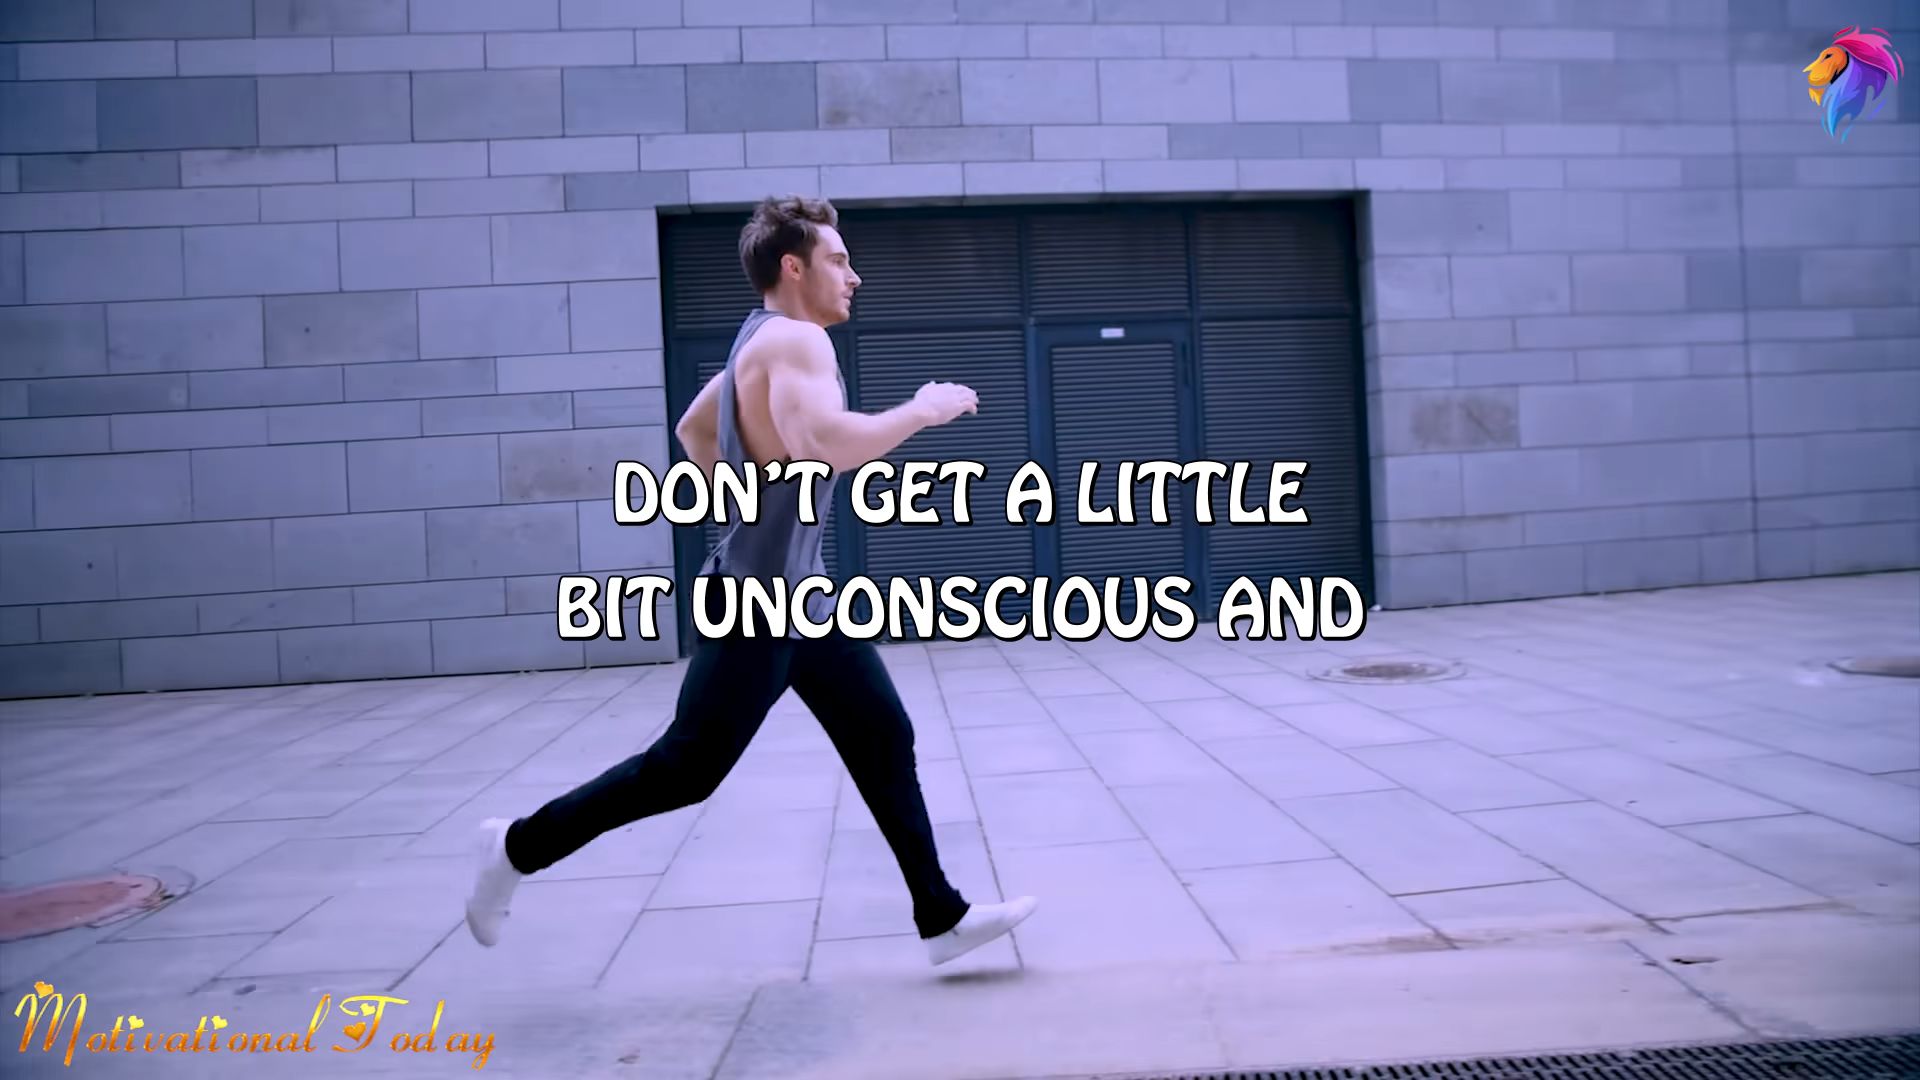 DON'T GET A LITTLE
BIT UNCONSCIOUS AND
Motivational Today